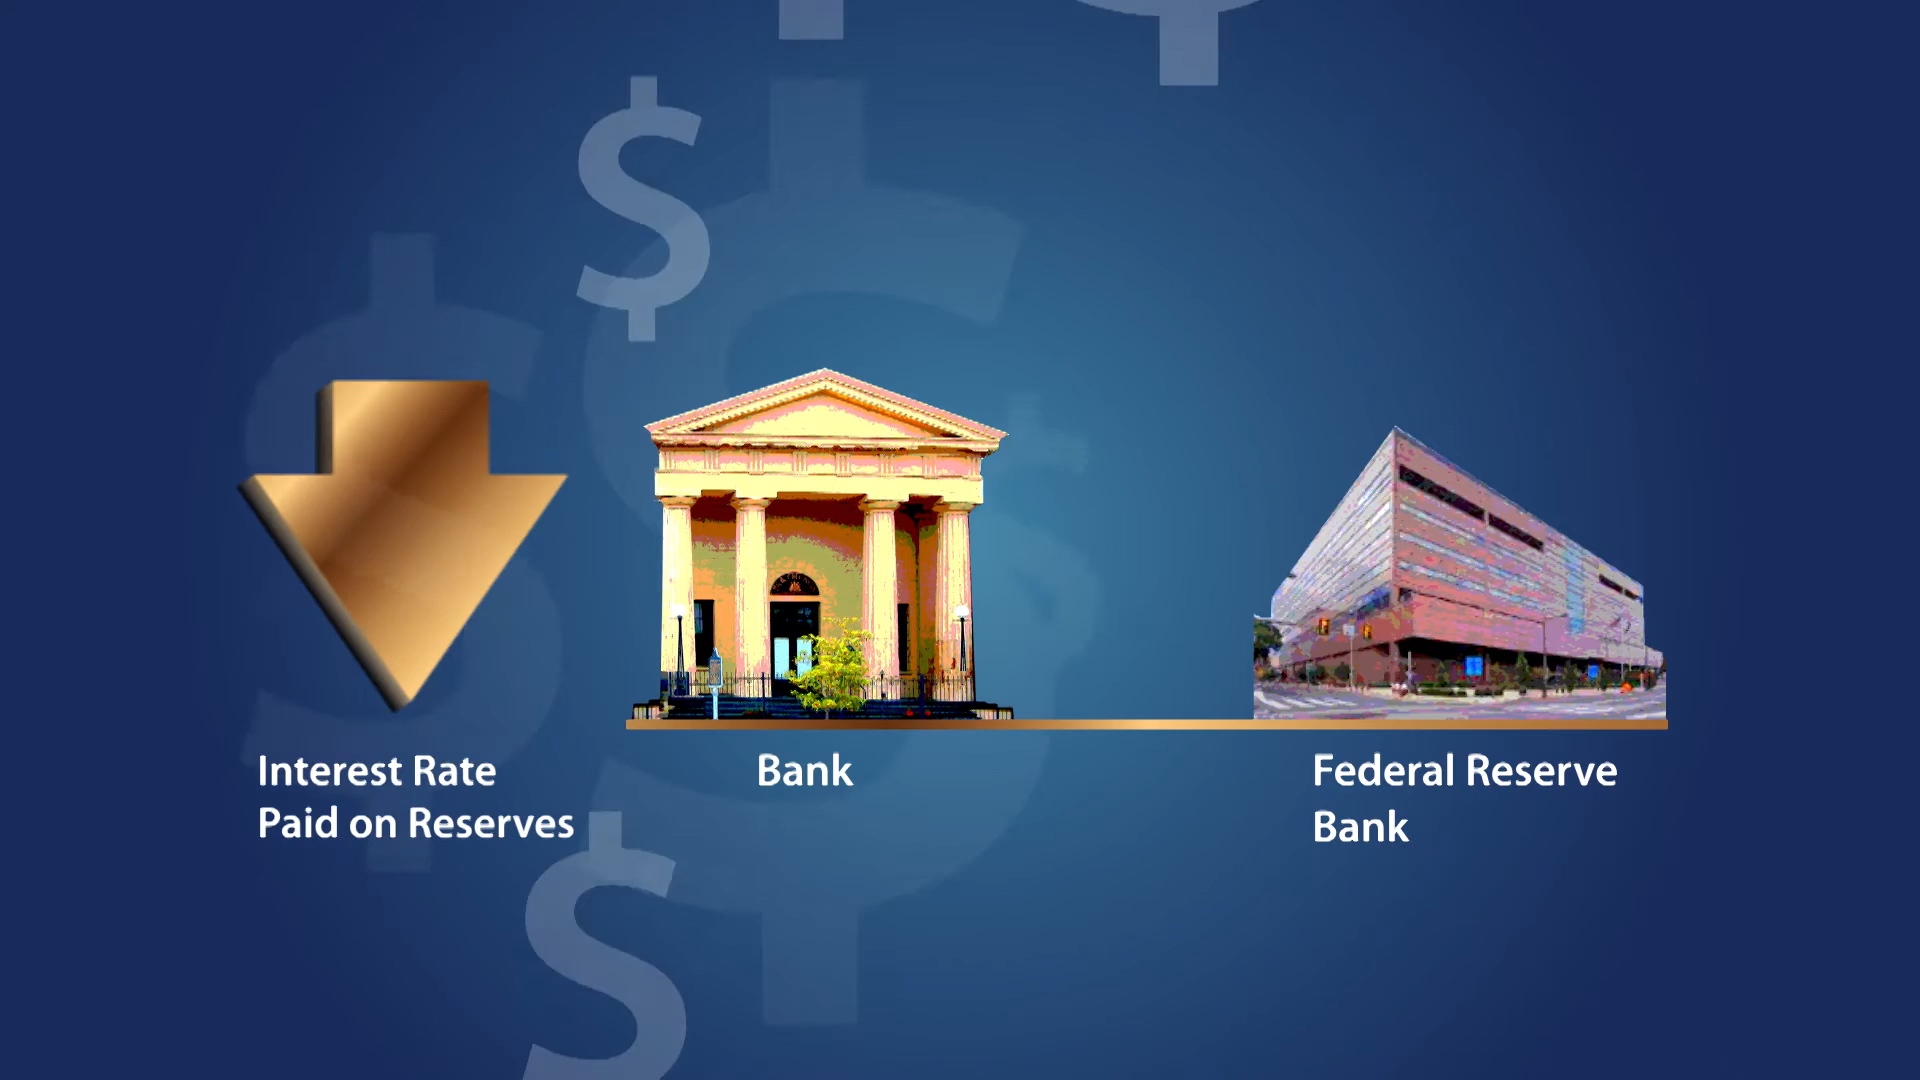 Interest Rate
Paid on Reserves
Bank
Federal Reserve
Bank